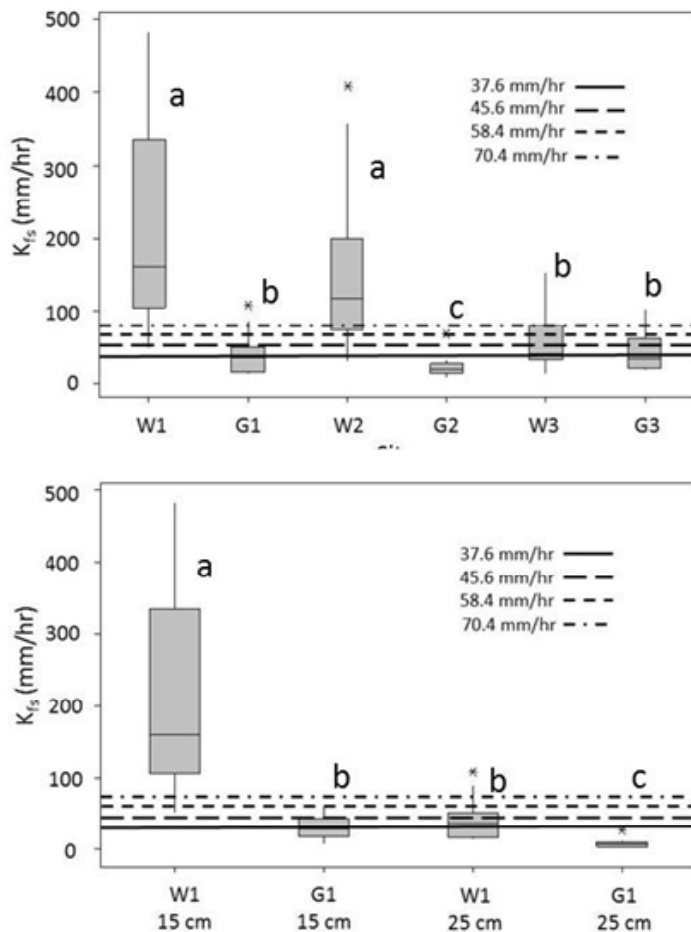 500
400
300
200
100
0
Kfs (mm/hr)
a
b
a
c
b
b
37.6 mm/hr
45.6 mm/hr
58.4 mm/hr
70.4 mm/hr
W1 G1 W2 G2 W3 G3
500
400
300
200
100
0
Kfs (mm/hr)
a
b
b
c
37.6 mm/hr
45.6 mm/hr
58.4 mm/hr
70.4 mm/hr
W1 G1 W1 G1
15 cm 15 cm 25 cm 25 cm